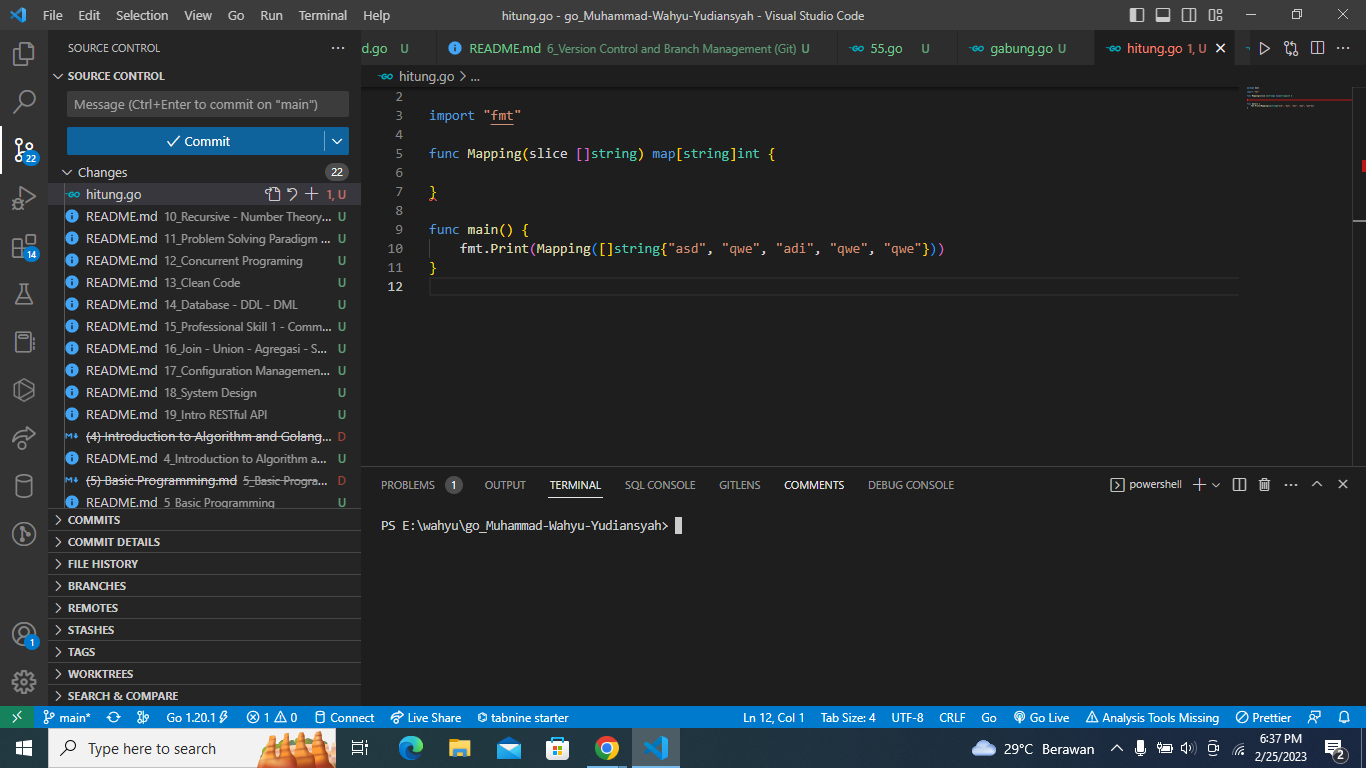 File Edit Selection View Go Run Terminal Help hitung.go - go_Muhammad-Wahyu-Yudiansyah - Visual Studio Code
SOURCE CONTROL
d.go U README.md 6_Version Control and Branch Management (Git) U 55.go U gabung.go U hitung.go 1, U
SOURCE CONTROL
hitung.go > ...
Message (Ctrl+Enter to commit on "main")
Commit
Changes 22
hitung.go 1, U
README.md 10_Recursive - Number Theory... U
README.md 11_Problem Solving Paradigm ... U
README.md 12_Concurrent Programing U
README.md 13_Clean Code U
README.md 14_Database - DDL - DML U
README.md 15_Professional Skill 1 - Comm... U
README.md 16_Join - Union - Agregasi - S... U
README.md 17_Configuration Managemen... U
README.md 18_System Design U
README.md 19_Intro RESTful API U
(4) Introduction to Algorithm and Golang... D
README.md 4_Introduction to Algorithm a... U
(5) Basic Programming.md 5_Basic Progra... D
README.md 5_Basic Programming U
COMMITS
COMMIT DETAILS
FILE HISTORY
BRANCHES
REMOTES
STASHES
TAGS
WORKTREES
SEARCH & COMPARE
22
14
1
2
3 import "fmt"
4
5 func Mapping(slice []string) map[string]int {
6
7 }
8
9 func main() {
10 fmt.Print(Mapping([]string{"asd", "qwe", "adi", "qwe", "qwe"}))
11 }
12
PROBLEMS 1 OUTPUT TERMINAL SQL CONSOLE GITLENS COMMENTS DEBUG CONSOLE powershell
PS E:\wahyu\go_Muhammad-Wahyu-Yudiansyah>
main* Go 1.20.1 1 0 Connect Live Share tabnine starter Ln 12, Col 1 Tab Size: 4 UTF-8 CRLF Go Go Live Analysis Tools Missing Prettier
Type here to search 29°C Berawan 6:37 PM
2/25/2023 2